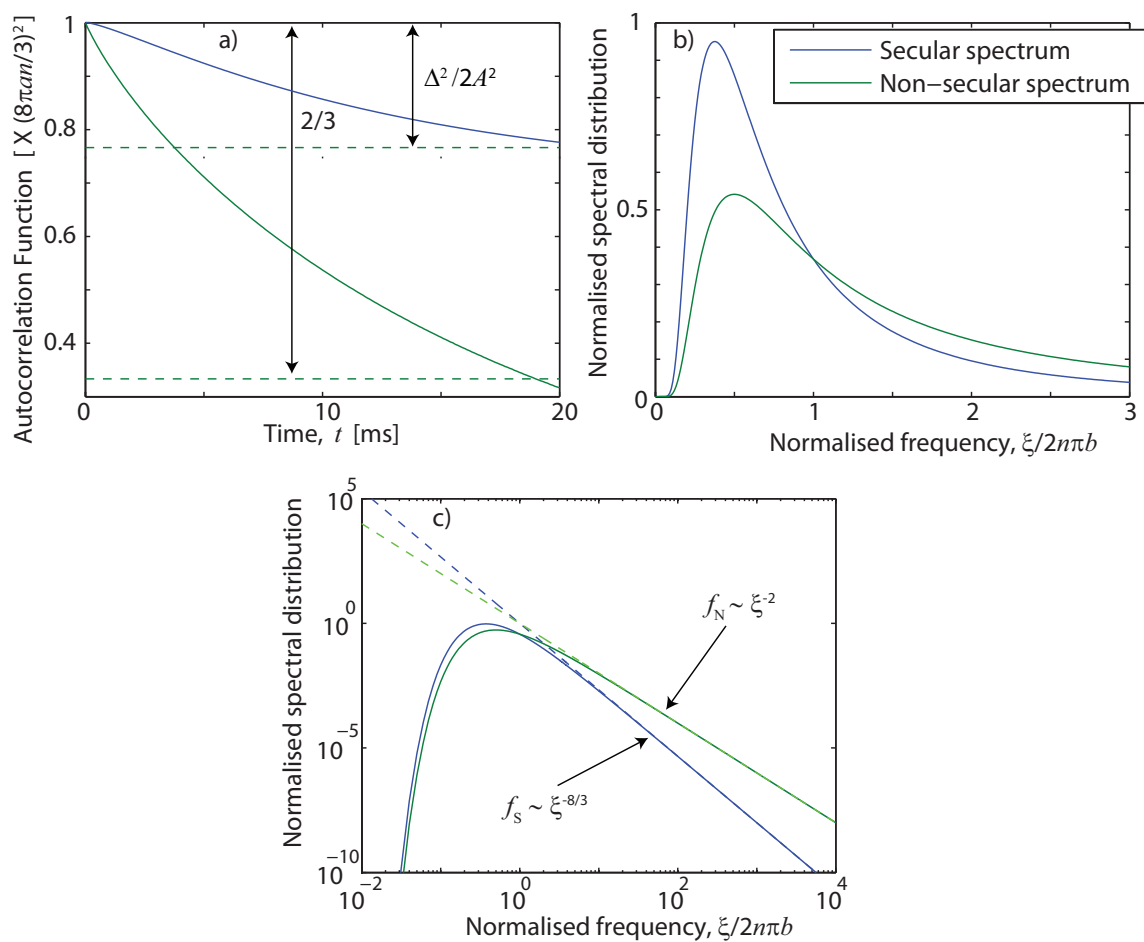 a)
1
0.8
0.6
0.4
0
10
20
Δ²/2A²
2/3
Autocorrelation Function [ X (8πan/3)²]
Time, t [ms]
b)
Secular spectrum
Non−secular spectrum
1
0.5
0
0
1
2
3
Normalised spectral distribution
Normalised frequency, ξ/2nπb
c)
10⁵
10⁰
10⁻⁵
10⁻¹⁰
10⁻²
10⁰
10²
10⁴
f_N ~ ξ⁻²
f_S ~ ξ^-8/3
Normalised spectral distribution
Normalised frequency, ξ/2nπb